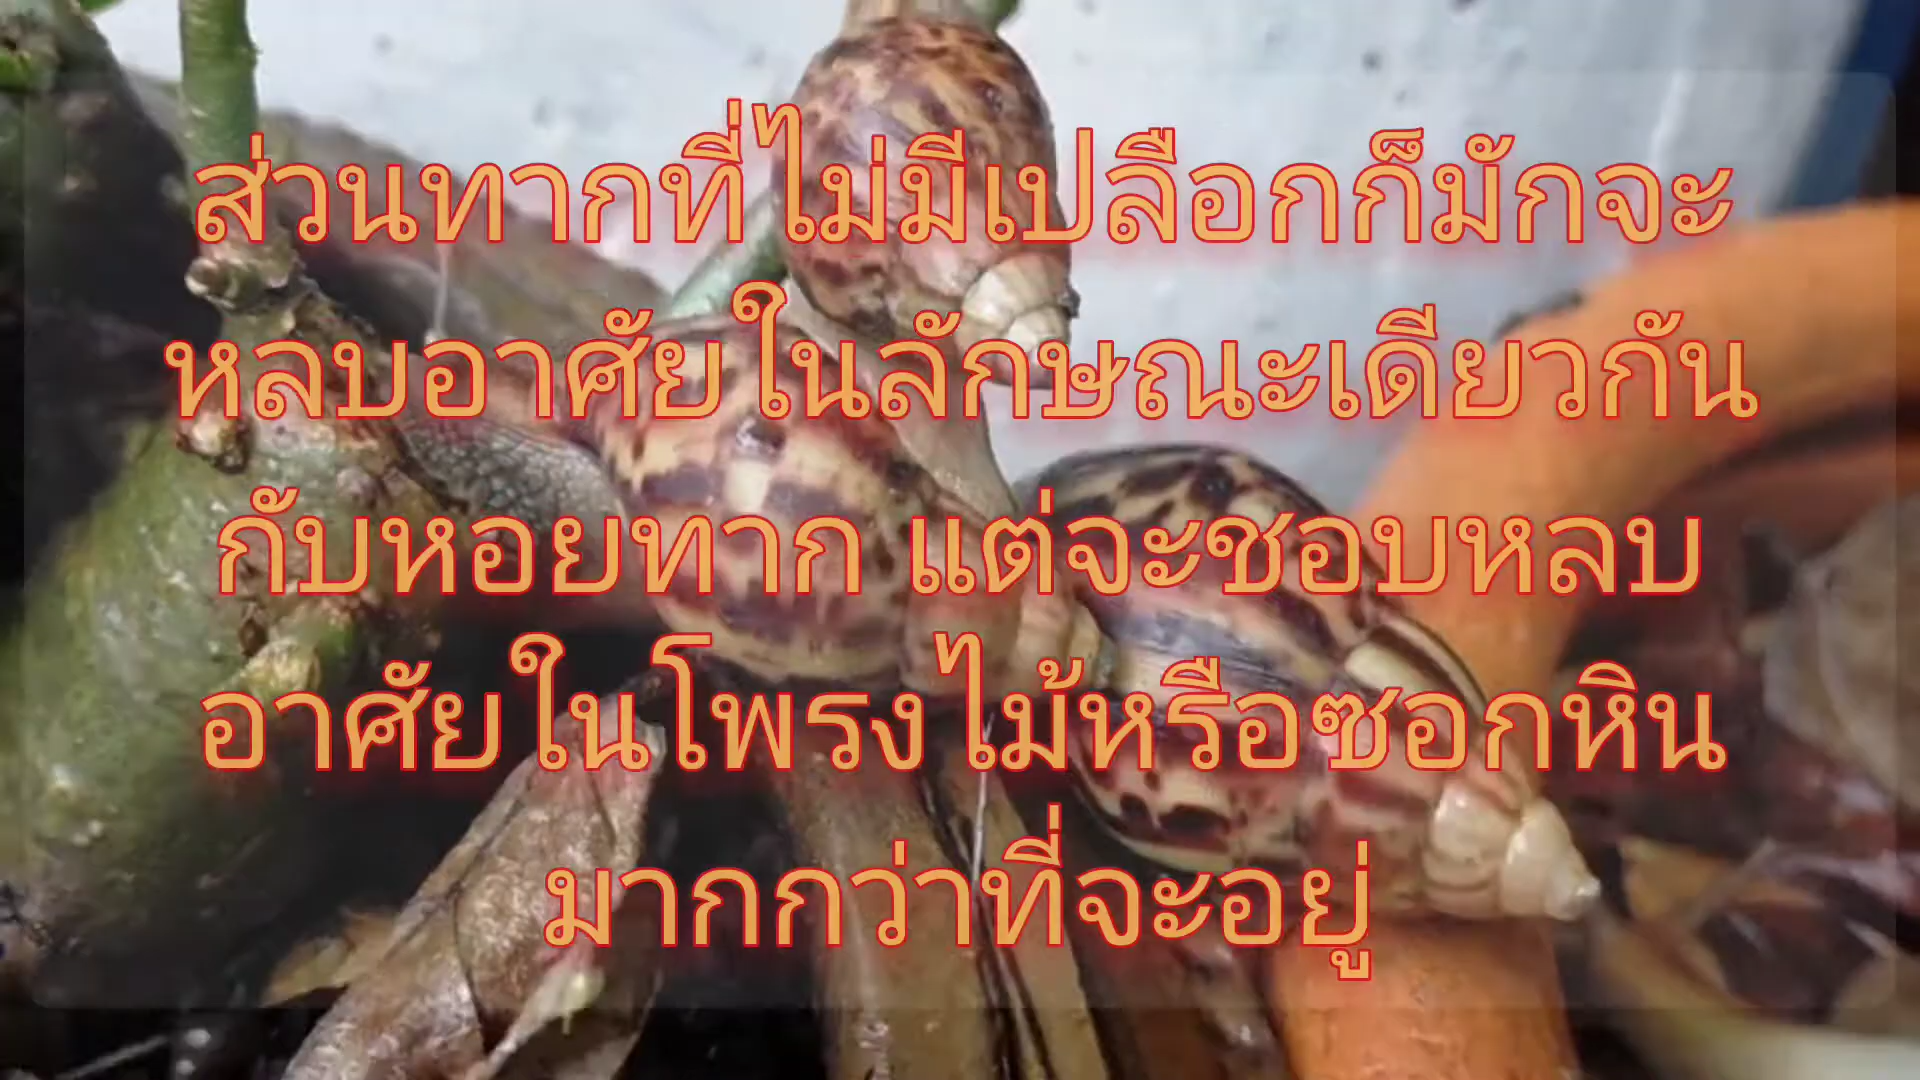 ส่วนทากที่ไม่มีเปลือกก็มักจะ
หลบอาศัยในลักษณะเดียวกัน
กับหอยทาก แต่จะชอบหลบ
อาศัยในโพรงไม้หรือซอกหิน
มากกว่าที่จะอยู่